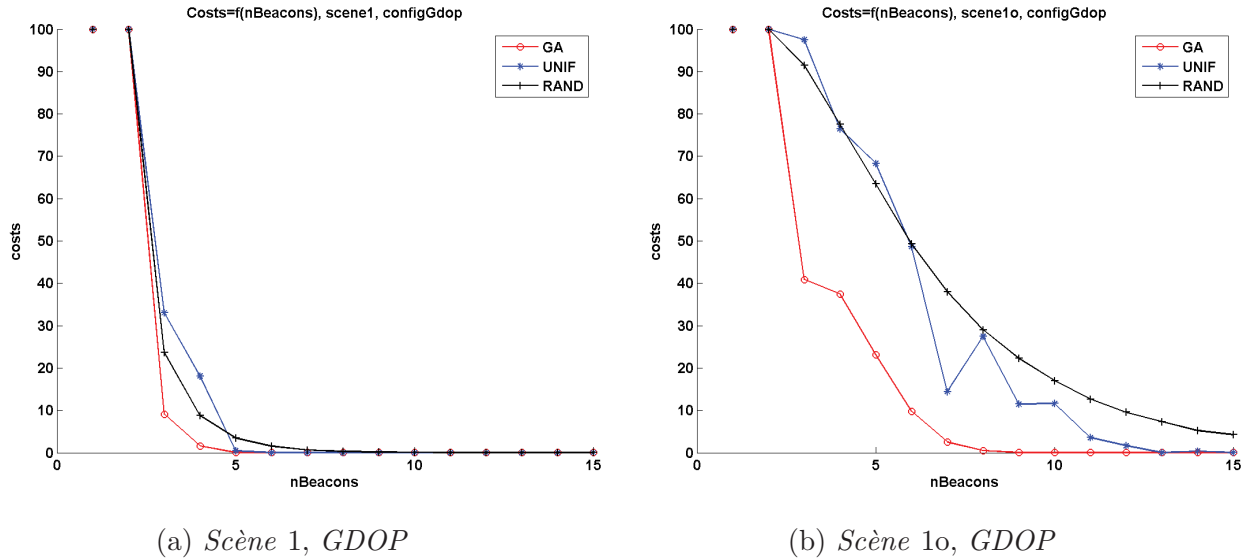 Costs=f(nBeacons), scene1, configGdop
100
90
80
70
60
50
40
30
20
10
0
costs
0
5
10
15
nBeacons
GA
UNIF
RAND
(a) Scène 1, GDOP
Costs=f(nBeacons), scene1o, configGdop
100
90
80
70
60
50
40
30
20
10
0
costs
0
5
10
15
nBeacons
GA
UNIF
RAND
(b) Scène 1o, GDOP